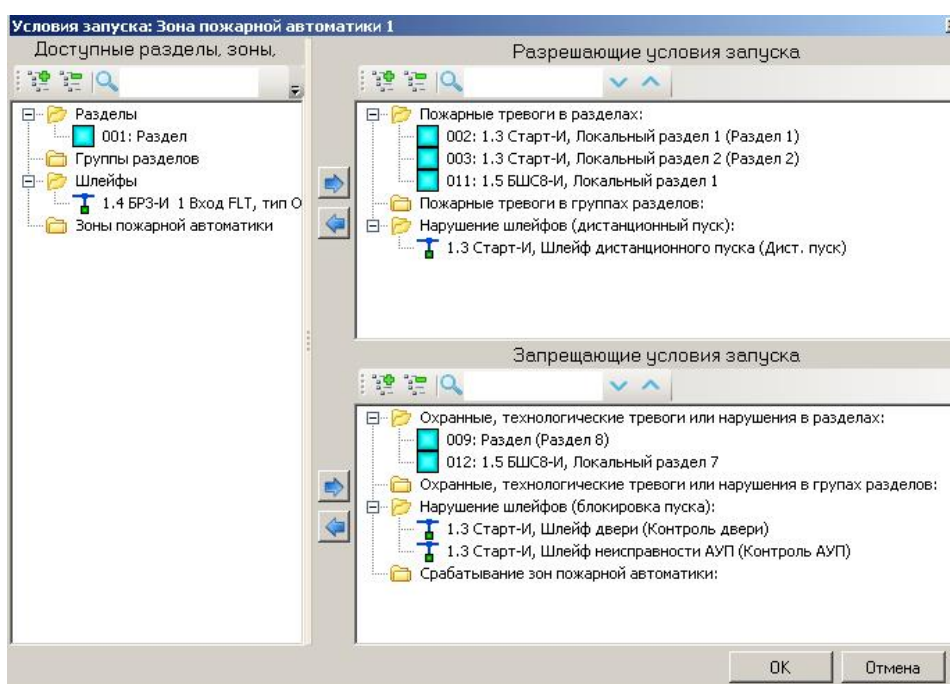 Условия запуска: Зона пожарной автоматики 1
Доступные разделы, зоны,
Разделы
001: Раздел
Группы разделов
Шлейфы
1.4 БРЗ-И 1 Вход FLT, тип О
Зоны пожарной автоматики
Разрешающие условия запуска
Пожарные тревоги в разделах:
002: 1.3 Старт-И, Локальный раздел 1 (Раздел 1)
003: 1.3 Старт-И, Локальный раздел 2 (Раздел 2)
011: 1.5 БШС8-И, Локальный раздел 1
Пожарные тревоги в группах разделов:
Нарушение шлейфов (дистанционный пуск):
1.3 Старт-И, Шлейф дистанционного пуска (Дист. пуск)
Запрещающие условия запуска
Охранные, технологические тревоги или нарушения в разделах:
009: Раздел (Раздел 8)
012: 1.5 БШС8-И, Локальный раздел 7
Охранные, технологические тревоги или нарушения в групах разделов:
Нарушение шлейфов (блокировка пуска):
1.3 Старт-И, Шлейф двери (Контроль двери)
1.3 Старт-И, Шлейф неисправности АУП (Контроль АУП)
Срабатывание зон пожарной автоматики:
ОК
Отмена